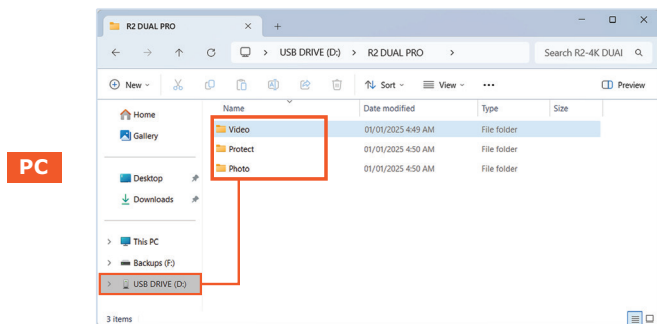 R2 DUAL PRO
USB DRIVE (D:) > R2 DUAL PRO >
Search R2-4K DUAI
New
Sort
View
Preview
Name Date modified Type Size
Home
Gallery
Desktop
Downloads
This PC
Backups (F:)
USB DRIVE (D:)
Video 01/01/2025 4:49 AM File folder
Protect 01/01/2025 4:50 AM File folder
Photo 01/01/2025 4:50 AM File folder
PC
3 items